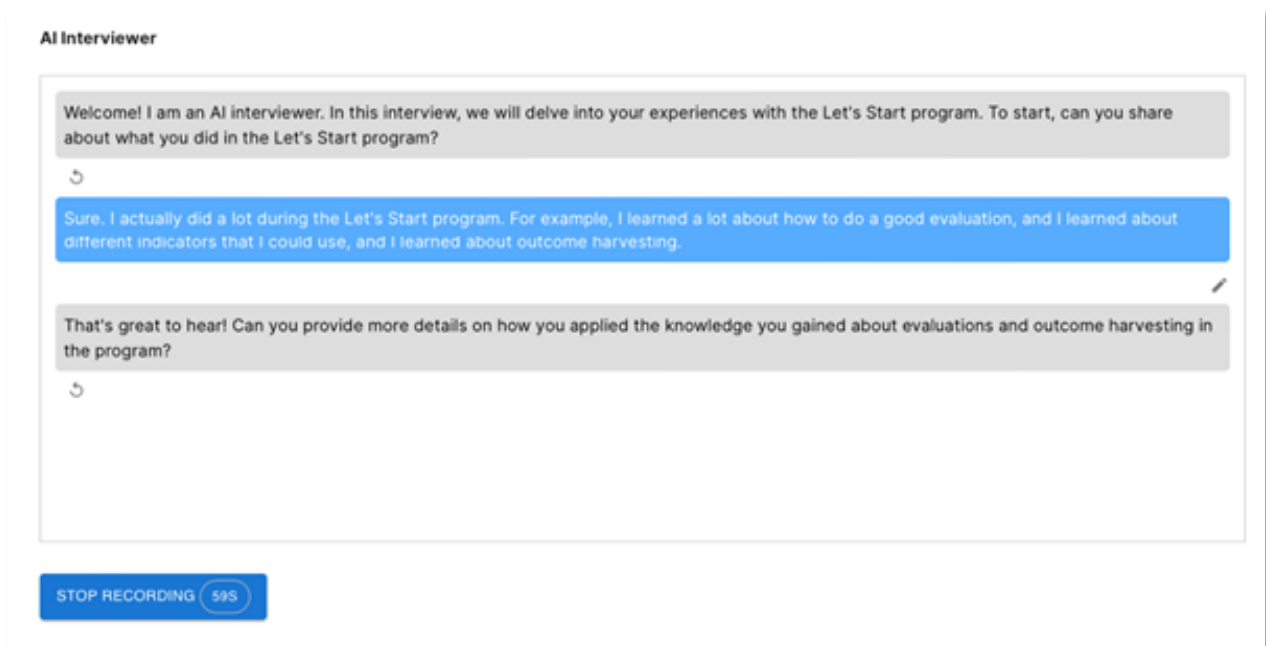 AI Interviewer
Welcome! I am an AI interviewer. In this interview, we will delve into your experiences with the Let's Start program. To start, can you share
about what you did in the Let's Start program?
Sure. I actually did a lot during the Let's Start program. For example, I learned a lot about how to do a good evaluation, and I learned about
different indicators that I could use, and I learned about outcome harvesting.
That's great to hear! Can you provide more details on how you applied the knowledge you gained about evaluations and outcome harvesting in
the program?
STOP RECORDING 59S